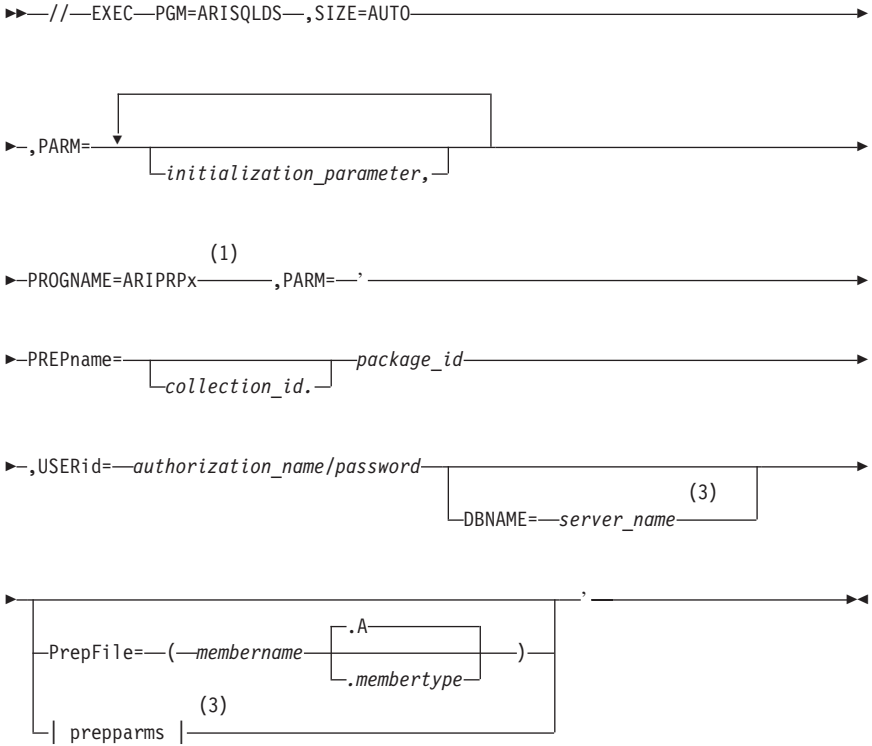 // EXEC PGM=ARISQLDS ,SIZE=AUTO
,PARM=
initialization_parameter,
(1)
PROGNAME=ARIPRPx ,PARM= ’
PREPname= package_id
collection_id.
,USERid= authorization_name/password
(3)
DBNAME= server_name
’
.A
PrepFile= ( membername )
.membertype
(3)
prepparms